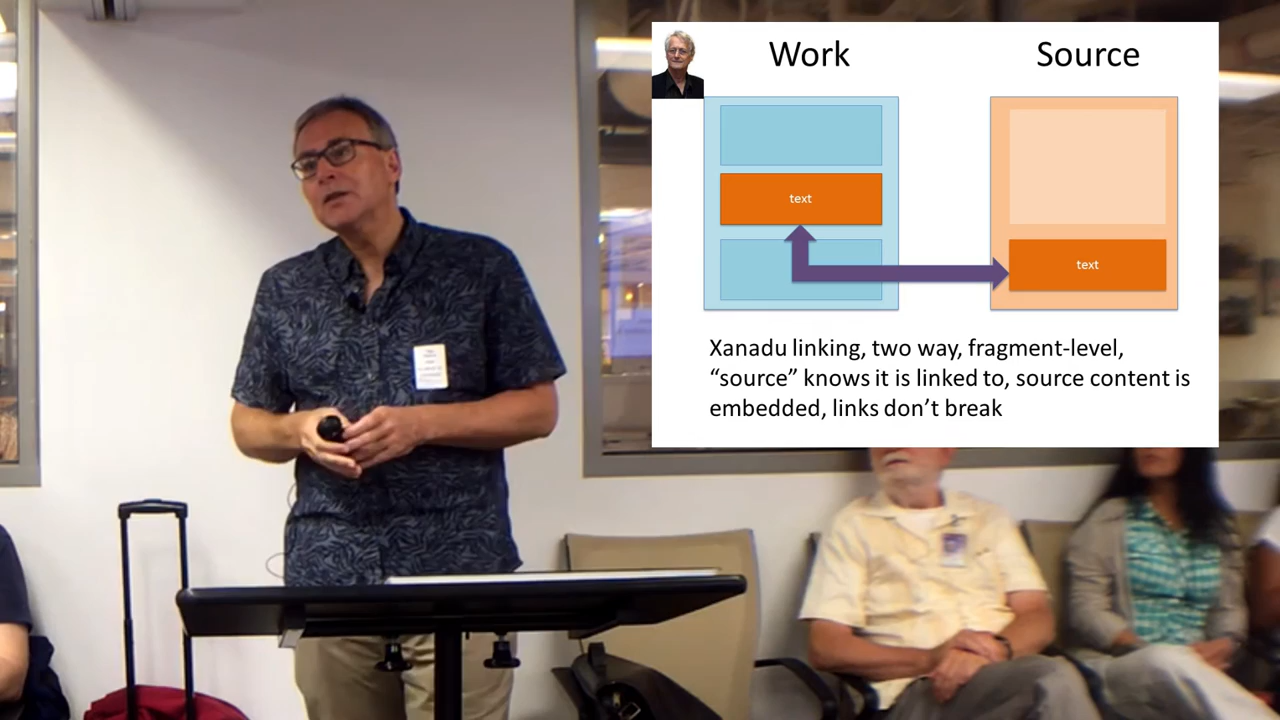 Work
Source
text
text
Xanadu linking, two way, fragment-level,
“source” knows it is linked to, source content is
embedded, links don’t break